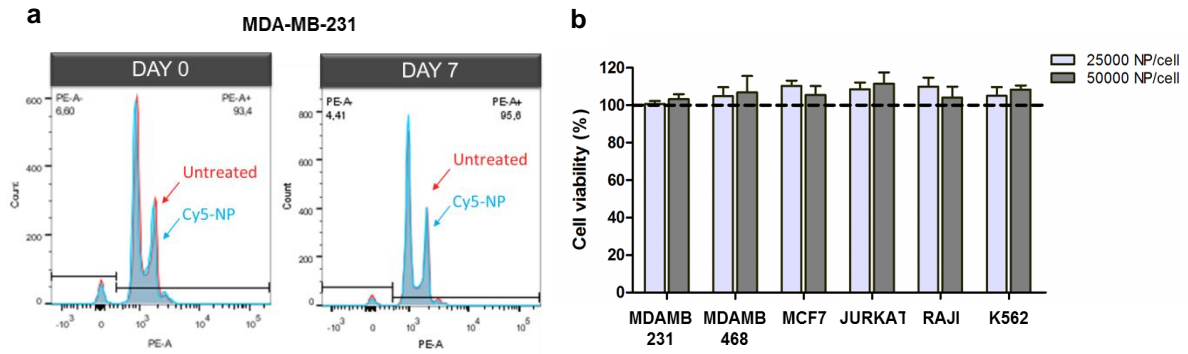 a
MDA-MB-231
DAY 0
PE-A-
6,60
PE-A+
93,4
600
400
200
0
Count
Untreated
Cy5-NP
-10³ 0 10³ 10⁴ 10⁵
PE-A
DAY 7
PE-A-
4,41
PE-A+
95,6
800
600
400
200
0
Count
Untreated
Cy5-NP
-10³ 0 10³ 10⁴ 10⁵
PE-A
b
25000 NP/cell
50000 NP/cell
Cell viability (%)
120
100
80
60
40
20
0
MDAMB
231
MDAMB
468
MCF7
JURKAT
RAJI
K562